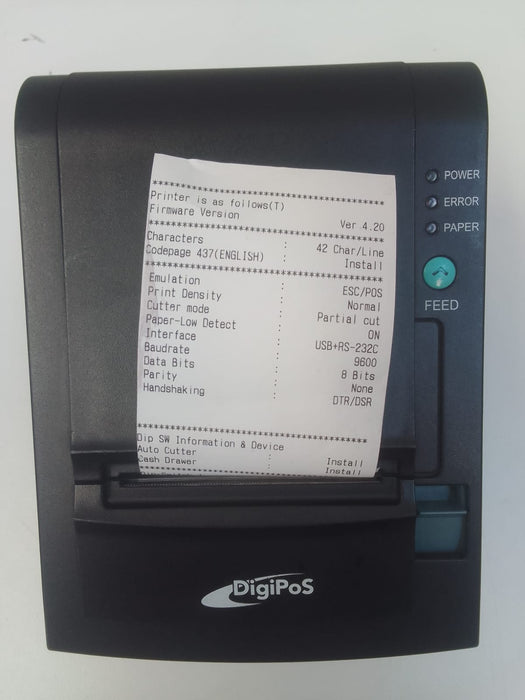 ****************************************
Printer is as follows(T)
Firmware Version Ver 4.20
****************************************
Characters : 42 Char/Line
Codepage 437(ENGLISH) : Install
****************************************
Emulation : ESC/POS
Print Density : Normal
Cutter mode : Partial cut
Paper-Low Detect : ON
Interface : USB+RS-232C
Baudrate : 9600
Data Bits : 8 Bits
Parity : None
Handshaking : DTR/DSR
****************************************
Dip SW Information & Device
Auto Cutter : Install
Cash Drawer : Install
POWER
ERROR
PAPER
FEED
DigiPoS